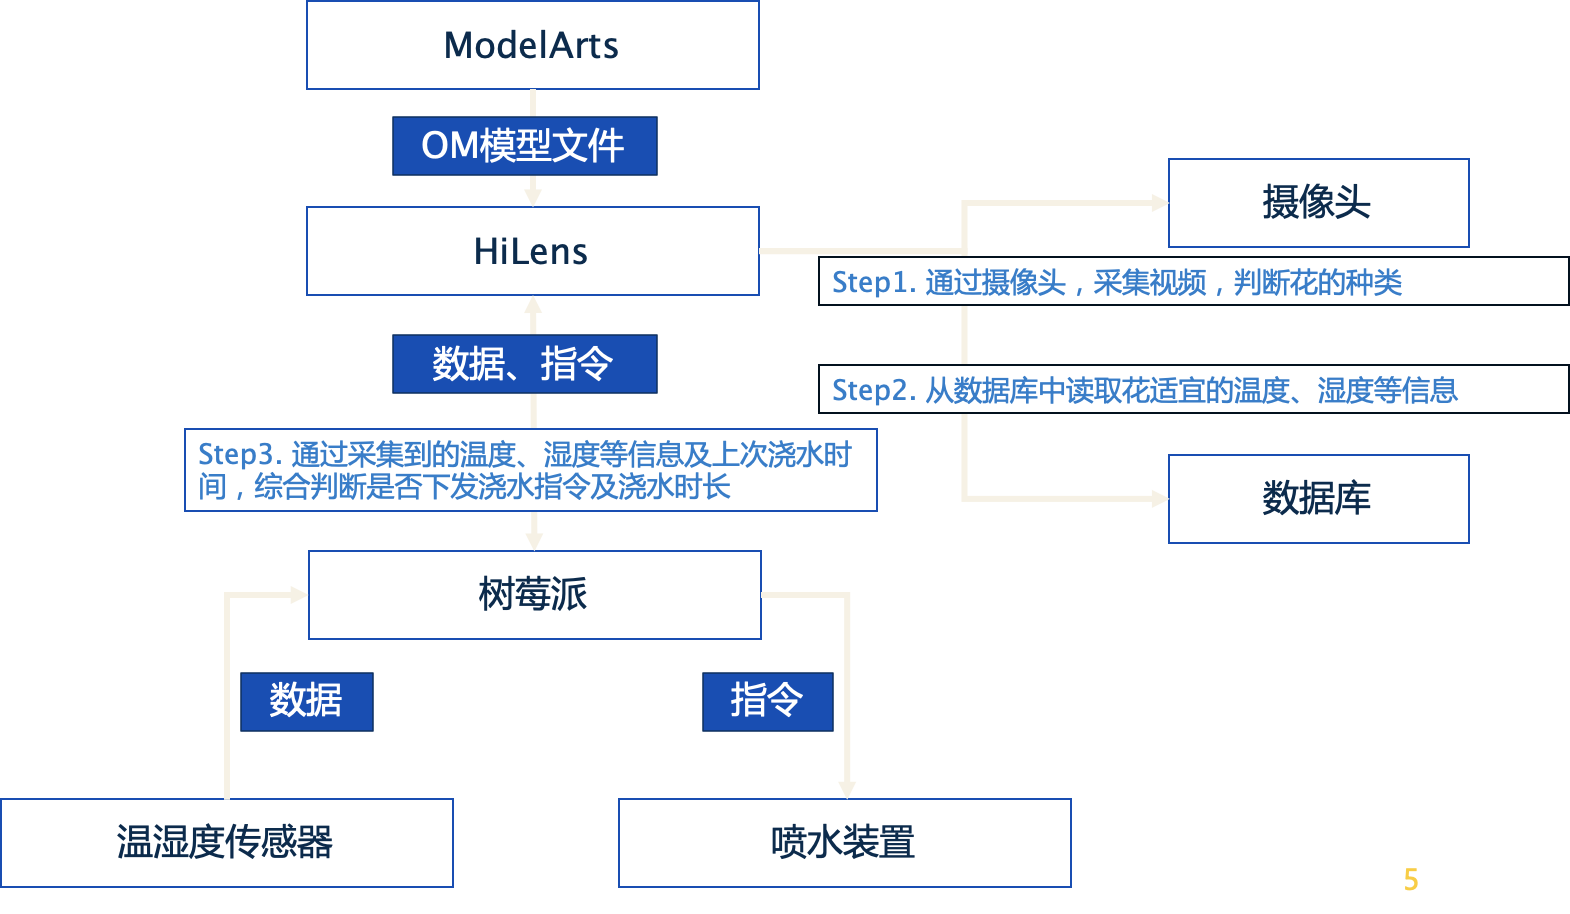 ModelArts
OM模型文件
HiLens
摄像头
Step1. 通过摄像头，采集视频，判断花的种类
数据、指令
Step2. 从数据库中读取花适宜的温度、湿度等信息
Step3. 通过采集到的温度、湿度等信息及上次浇水时
间，综合判断是否下发浇水指令及浇水时长
数据库
树莓派
数据
指令
温湿度传感器
喷水装置
5